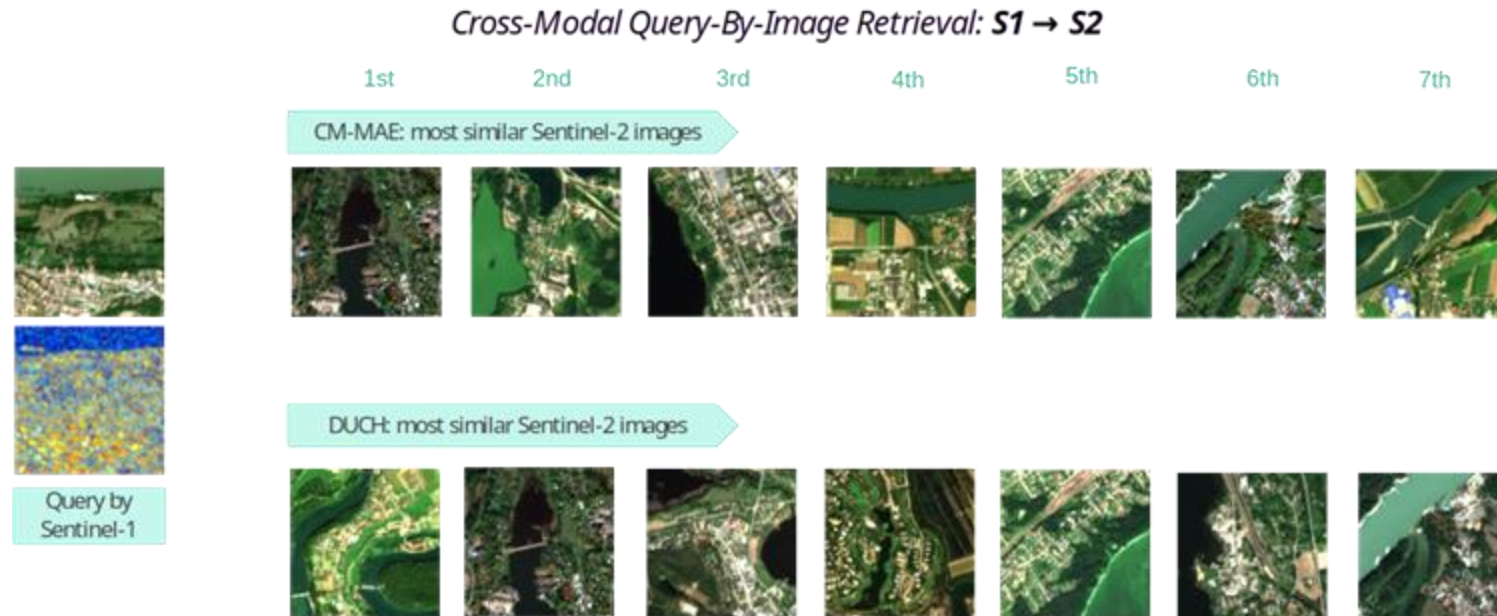 Cross-Modal Query-By-Image Retrieval: S1 → S2
1st 2nd 3rd 4th 5th 6th 7th
CM-MAE: most similar Sentinel-2 images
DUCH: most similar Sentinel-2 images
Query by
Sentinel-1